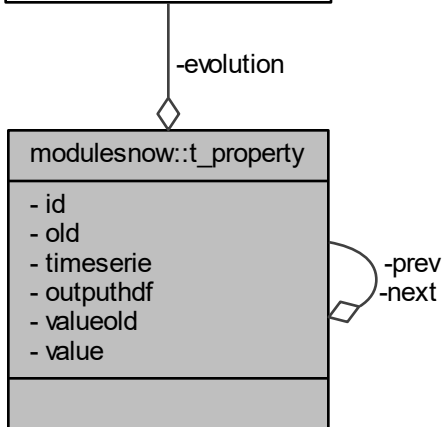 -evolution
modulesnow::t_property
- id
- old
- timeserie
- outputhdf
- valueold
- value
-prev
-next